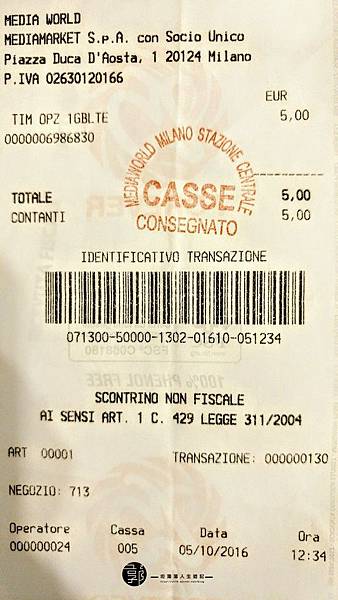 MEDIA WORLD
MEDIAMARKET S.p.A. con Socio Unico
Piazza Duca D'Aosta, 1 20124 Milano
P.IVA 02630120166
EUR
TIM OPZ 1GBLTE 5,00
0000006986830
MEDIAWORLD MILANO STAZIONE CENTRALE
CASSE
CONSEGNATO
TOTALE 5,00
CONTANTI 5,00
IDENTIFICATIVO TRANSAZIONE
071300-50000-1302-01610-051234
100% PHENOL FREE
SCONTRINO NON FISCALE
AI SENSI ART. 1 C. 429 LEGGE 311/2004
ART 00001 TRANSAZIONE: 000000130
NEGOZIO: 713
Operatore Cassa Data Ora
000000024 005 05/10/2016 12:34